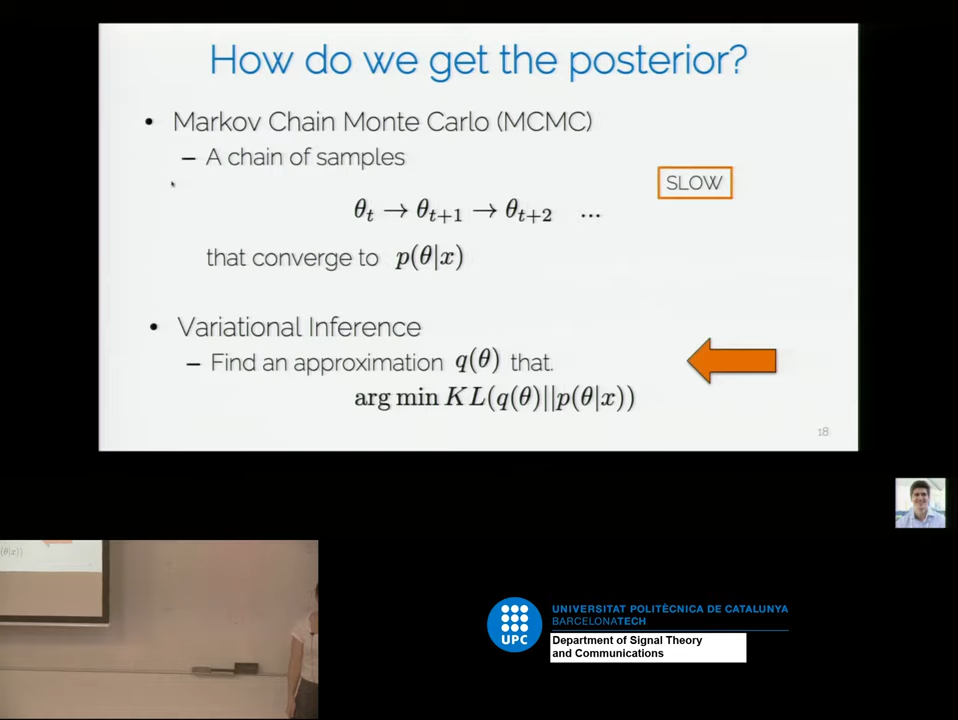 How do we get the posterior?
• Markov Chain Monte Carlo (MCMC)
– A chain of samples
SLOW
θ_t → θ_{t+1} → θ_{t+2} ...
that converge to p(θ|x)
• Variational Inference
– Find an approximation q(θ) that.
arg min KL(q(θ)||p(θ|x))
18
(θ|x))
UNIVERSITAT POLITÈCNICA DE CATALUNYA
BARCELONATECH
UPC
Department of Signal Theory
and Communications